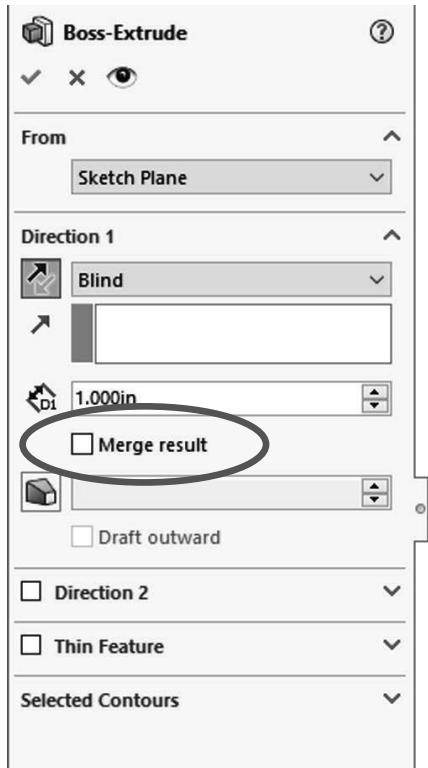 Boss-Extrude
From
Sketch Plane
Direction 1
Blind
D1
1.000in
Merge result
Draft outward
Direction 2
Thin Feature
Selected Contours